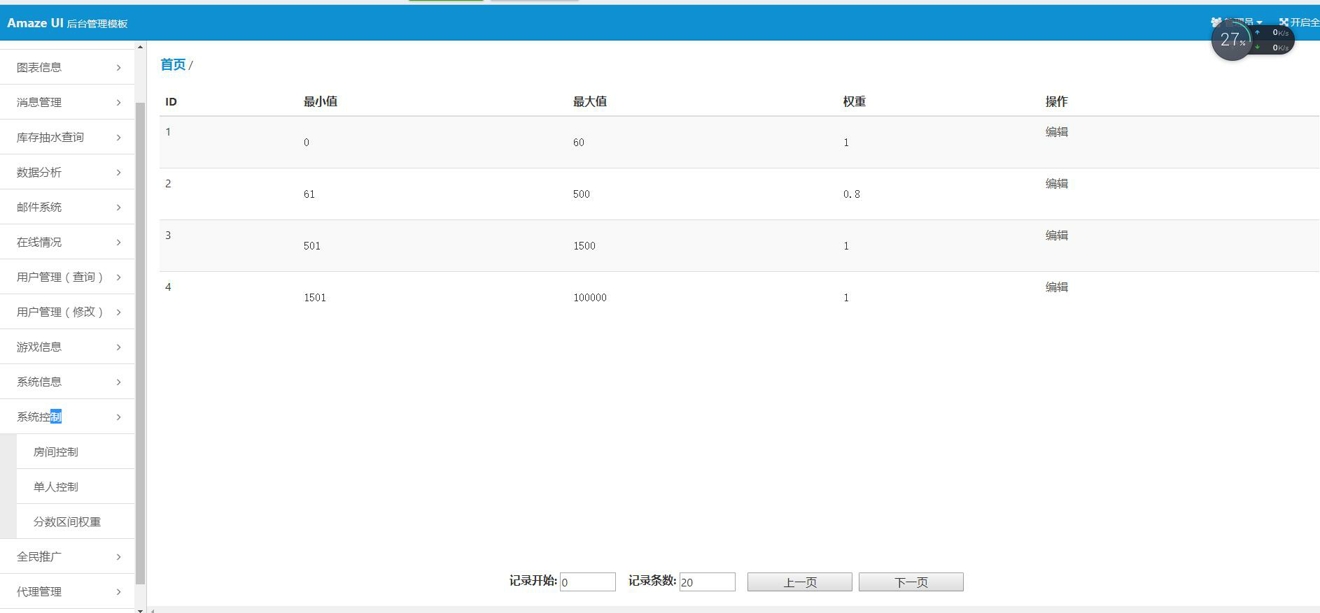 Amaze UI 后台管理模板
开启全
27%
0K/s
0K/s
图表信息
消息管理
库存抽水查询
数据分析
邮件系统
在线情况
用户管理（查询）
用户管理（修改）
游戏信息
系统信息
系统控制
房间控制
单人控制
分数区间权重
全民推广
代理管理
首页 /
ID 最小值 最大值 权重 操作
1 0 60 1 编辑
2 61 500 0.8 编辑
3 501 1500 1 编辑
4 1501 100000 1 编辑
记录开始: 0 记录条数: 20 上一页 下一页